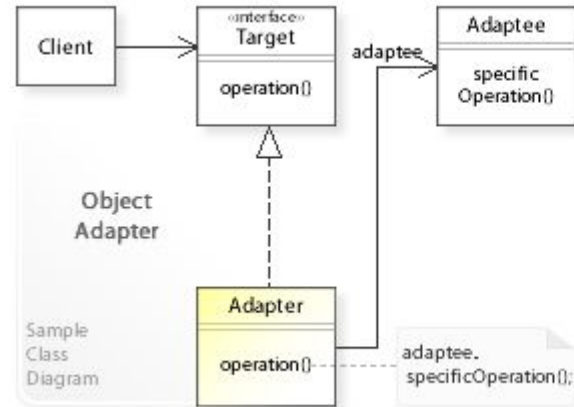 Client
«interface»
Target
operation()
Adaptee
specific
Operation()
adaptee
Object
Adapter
Adapter
operation()
adaptee.
specificOperation();
Sample
Class
Diagram